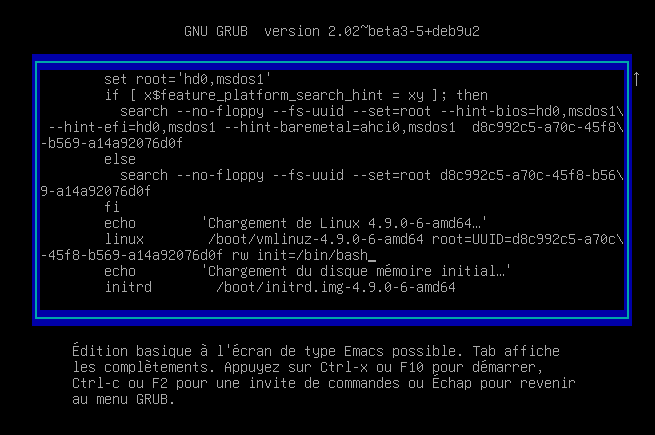 GNU GRUB  version 2.02~beta3-5+deb9u2
↑
set root='hd0,msdos1'
if [ x$feature_platform_search_hint = xy ]; then
search --no-floppy --fs-uuid --set=root --hint-bios=hd0,msdos1\
--hint-efi=hd0,msdos1 --hint-baremetal=ahci0,msdos1  d8c992c5-a70c-45f8\
-b569-a14a92076d0f
else
search --no-floppy --fs-uuid --set=root d8c992c5-a70c-45f8-b56\
9-a14a92076d0f
fi
echo        'Chargement de Linux 4.9.0-6-amd64…'
linux        /boot/vmlinuz-4.9.0-6-amd64 root=UUID=d8c992c5-a70c\
-45f8-b569-a14a92076d0f rw init=/bin/bash_
echo        'Chargement du disque mémoire initial…'
initrd        /boot/initrd.img-4.9.0-6-amd64
Édition basique à l'écran de type Emacs possible. Tab affiche
les complètements. Appuyez sur Ctrl-x ou F10 pour démarrer,
Ctrl-c ou F2 pour une invite de commandes ou Échap pour revenir
au menu GRUB.